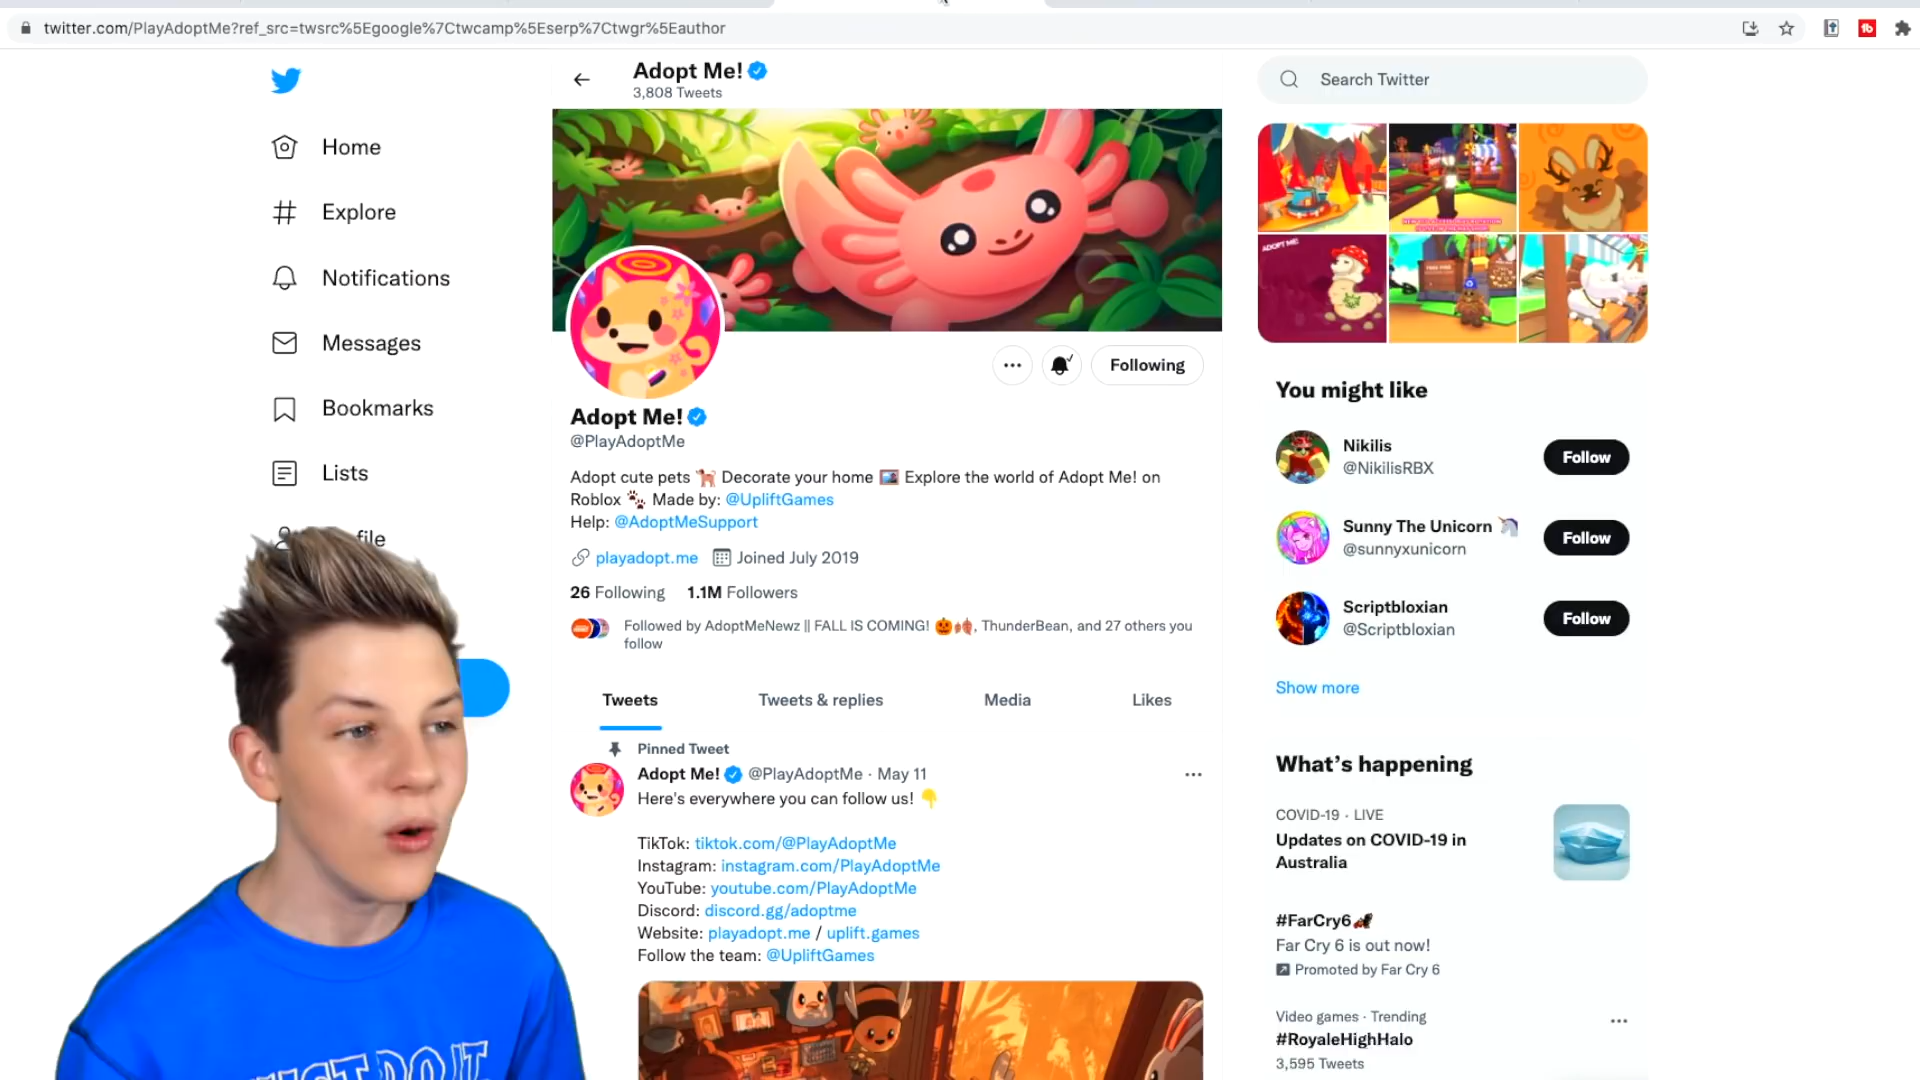 twitter.com/PlayAdoptMe?ref_src=twsrc%5Egoogle%7Ctwcamp%5Eserp%7Ctwgr%5Eauthor
Home
Explore
Notifications
Messages
Bookmarks
Lists
file
Adopt Me!
3,808 Tweets
Following
Adopt Me!
@PlayAdoptMe
Adopt cute pets 🐕 Decorate your home 🖼️ Explore the world of Adopt Me! on
Roblox 🐾 Made by: @UpliftGames
Help: @AdoptMeSupport
playadopt.me Joined July 2019
26 Following 1.1M Followers
Followed by AdoptMeNewz || FALL IS COMING! 🎃🍂, ThunderBean, and 27 others you
follow
Tweets Tweets & replies Media Likes
Pinned Tweet
Adopt Me! @PlayAdoptMe · May 11
Here's everywhere you can follow us! 👇
TikTok: tiktok.com/@PlayAdoptMe
Instagram: instagram.com/PlayAdoptMe
YouTube: youtube.com/PlayAdoptMe
Discord: discord.gg/adoptme
Website: playadopt.me / uplift.games
Follow the team: @UpliftGames
Search Twitter
ADOPT ME!
You might like
Nikilis
@NikilisRBX
Follow
Sunny The Unicorn 🦄
@sunnyxunicorn
Follow
Scriptbloxian
@Scriptbloxian
Follow
Show more
What's happening
COVID-19 · LIVE
Updates on COVID-19 in
Australia
#FarCry6
Far Cry 6 is out now!
Promoted by Far Cry 6
Video games · Trending
#RoyaleHighHalo
3,595 Tweets
JUST DO IT